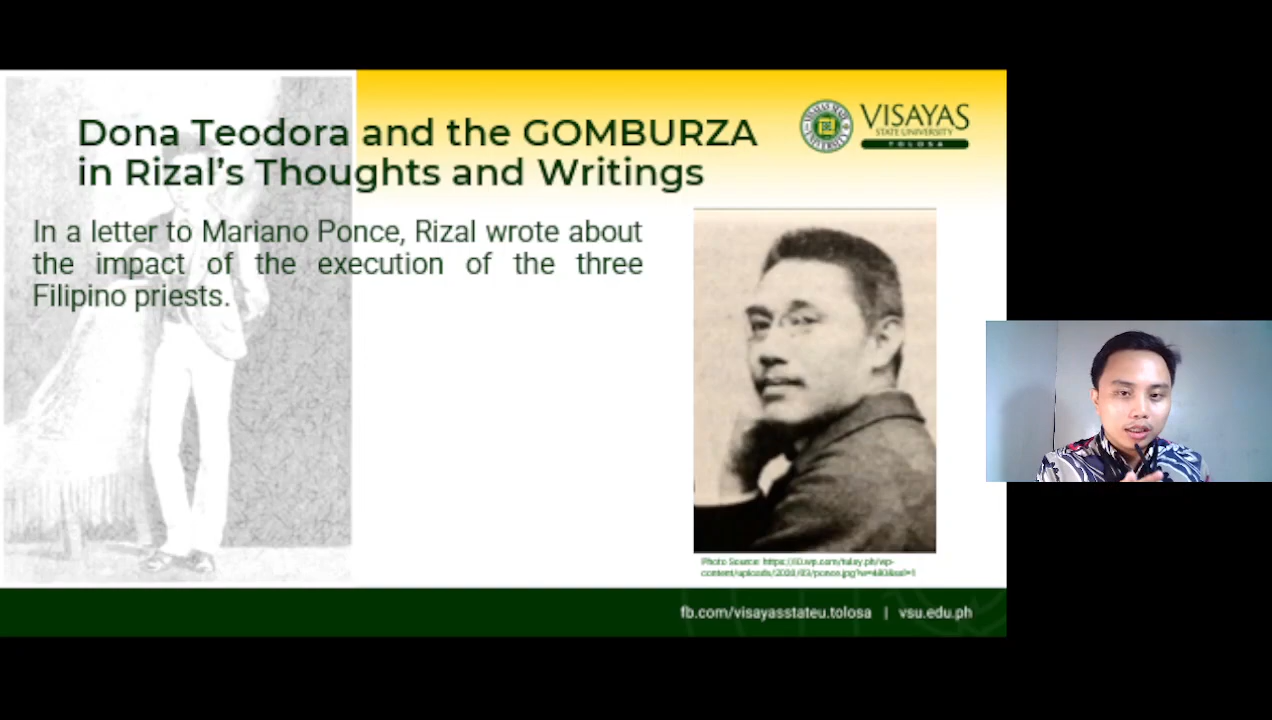 Dona Teodora and the GOMBURZA
in Rizal's Thoughts and Writings
VISAYAS
STATE UNIVERSITY
TOLOSA
In a letter to Mariano Ponce, Rizal wrote about
the impact of the execution of the three
Filipino priests.
Photo Source:
fb.com/visayasstateu.tolosa | vsu.edu.ph